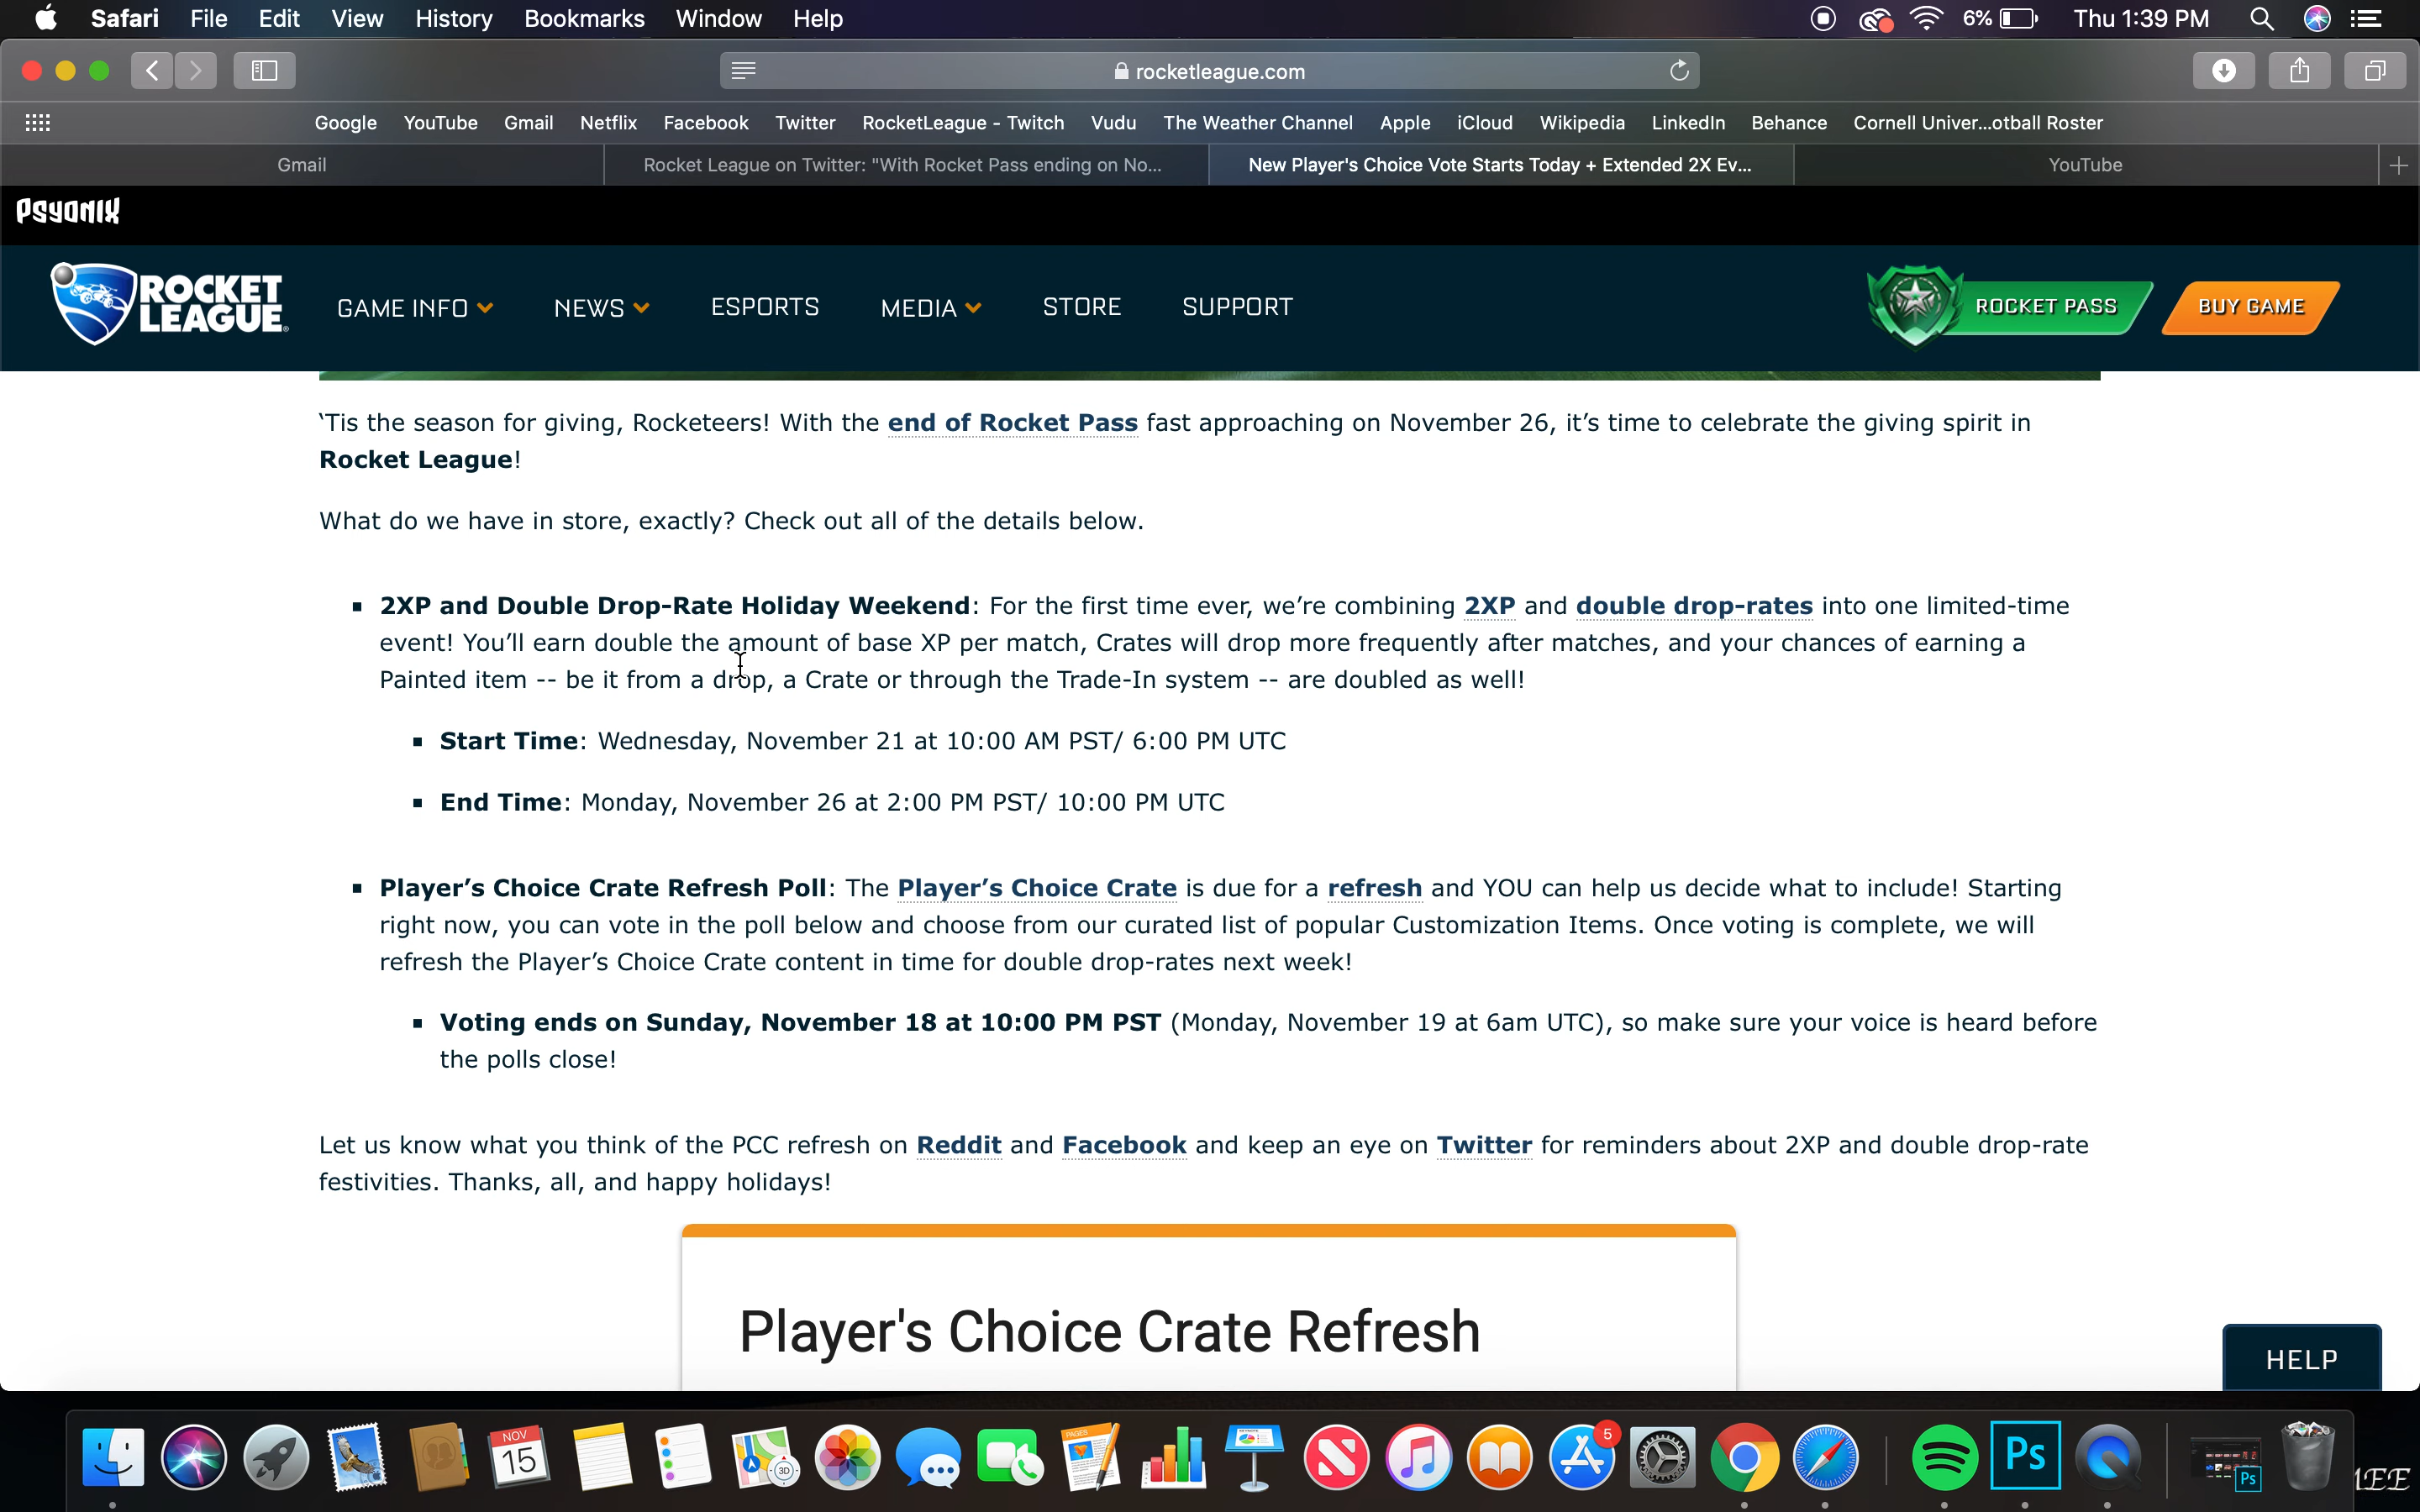 Safari File Edit View History Bookmarks Window Help 6% Thu 1:39 PM
rocketleague.com
Google YouTube Gmail Netflix Facebook Twitter RocketLeague - Twitch Vudu The Weather Channel Apple iCloud Wikipedia LinkedIn Behance Cornell Univer...otball Roster
Gmail Rocket League on Twitter: "With Rocket Pass ending on No... New Player's Choice Vote Starts Today + Extended 2X Ev... YouTube
PSYONIX
ROCKET LEAGUE GAME INFO NEWS ESPORTS MEDIA STORE SUPPORT ROCKET PASS BUY GAME
‘Tis the season for giving, Rocketeers! With the end of Rocket Pass fast approaching on November 26, it’s time to celebrate the giving spirit in
Rocket League!
What do we have in store, exactly? Check out all of the details below.
▪ 2XP and Double Drop-Rate Holiday Weekend: For the first time ever, we’re combining 2XP and double drop-rates into one limited-time
event! You’ll earn double the amount of base XP per match, Crates will drop more frequently after matches, and your chances of earning a
Painted item -- be it from a drop, a Crate or through the Trade-In system -- are doubled as well!
▪ Start Time: Wednesday, November 21 at 10:00 AM PST/ 6:00 PM UTC
▪ End Time: Monday, November 26 at 2:00 PM PST/ 10:00 PM UTC
▪ Player’s Choice Crate Refresh Poll: The Player’s Choice Crate is due for a refresh and YOU can help us decide what to include! Starting
right now, you can vote in the poll below and choose from our curated list of popular Customization Items. Once voting is complete, we will
refresh the Player’s Choice Crate content in time for double drop-rates next week!
▪ Voting ends on Sunday, November 18 at 10:00 PM PST (Monday, November 19 at 6am UTC), so make sure your voice is heard before
the polls close!
Let us know what you think of the PCC refresh on Reddit and Facebook and keep an eye on Twitter for reminders about 2XP and double drop-rate
festivities. Thanks, all, and happy holidays!
Player's Choice Crate Refresh
HELP
NOV
15
3D
PAGES
5
Ps
Ps